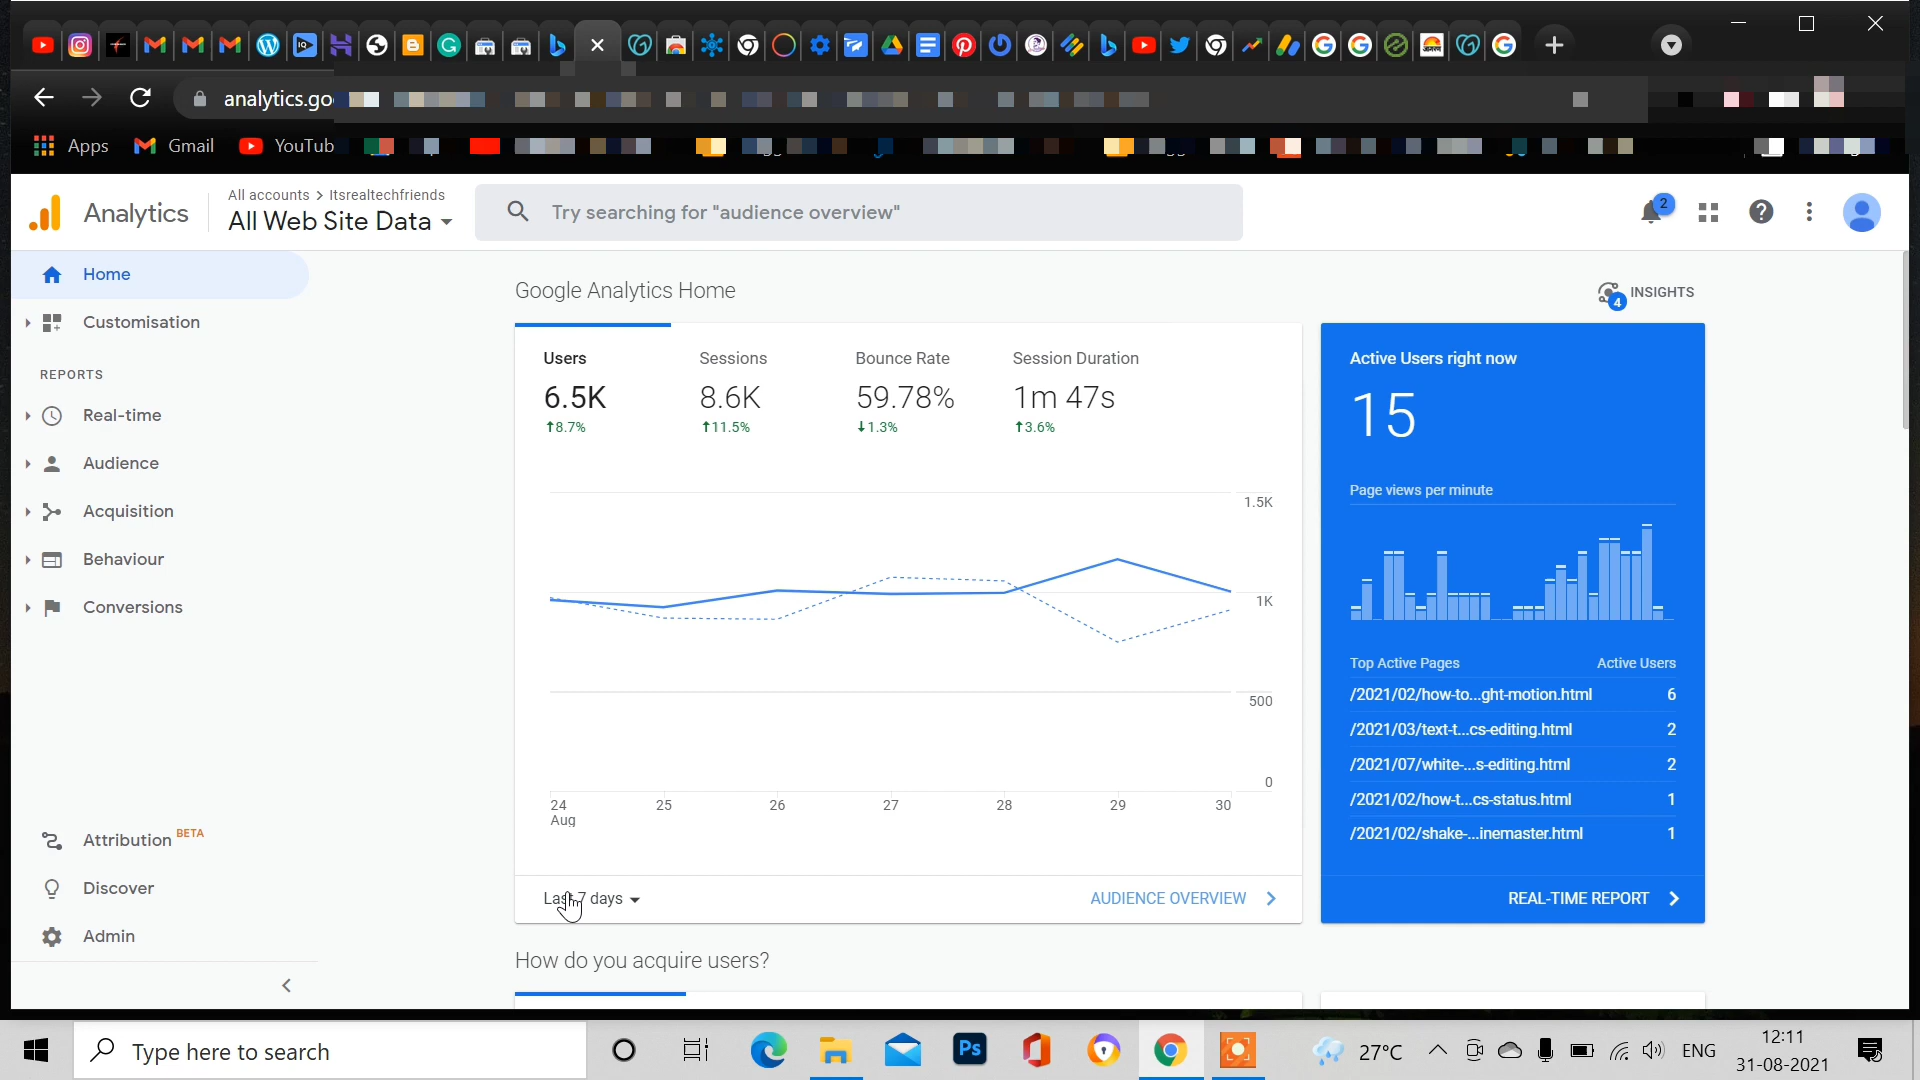 analytics.go
Apps
Gmail
YouTub
Analytics
All accounts > Itsrealtechfriends
All Web Site Data
Try searching for "audience overview"
2
Home
Customisation
REPORTS
Real-time
Audience
Acquisition
Behaviour
Conversions
Attribution BETA
Discover
Admin
Google Analytics Home
4 INSIGHTS
Users Sessions Bounce Rate Session Duration
6.5K 8.6K 59.78% 1m 47s
↑8.7% ↑11.5% ↓1.3% ↑3.6%
1.5K
1K
500
0
24 25 26 27 28 29 30
Aug
Last 7 days
AUDIENCE OVERVIEW
Active Users right now
15
Page views per minute
Top Active Pages Active Users
/2021/02/how-to...ght-motion.html 6
/2021/03/text-t...cs-editing.html 2
/2021/07/white-...s-editing.html 2
/2021/02/how-t...cs-status.html 1
/2021/02/shake-...inemaster.html 1
REAL-TIME REPORT
How do you acquire users?
Type here to search
Ps
27°C
ENG
12:11
31-08-2021